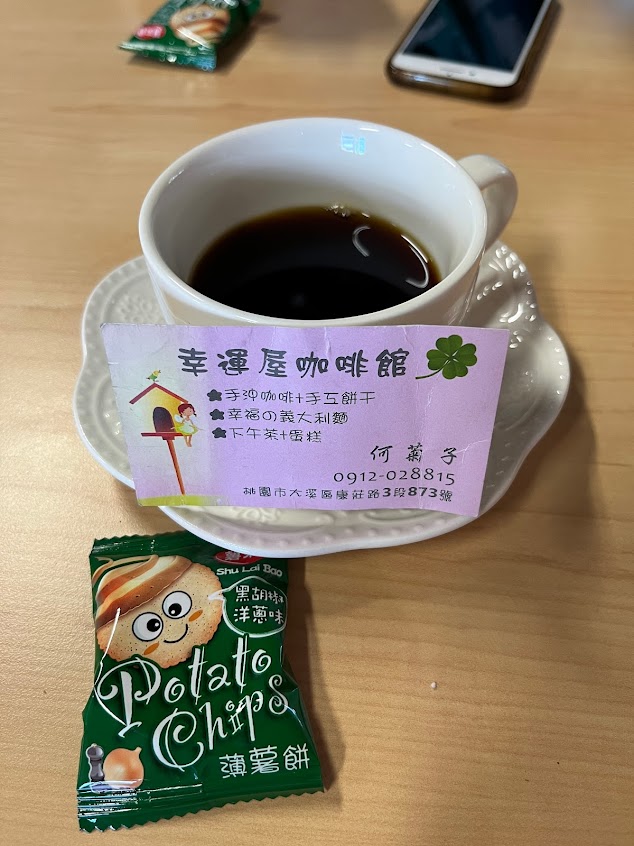 幸運屋咖啡館
手沖咖啡+手工餅干
幸福の義大利麵
下午茶+蛋糕
何菊子
0912-028815
桃園市大溪區康莊路3段873號
Shu Lai Bao
黑胡椒
洋蔥味
Potato
Chips
薄薯餅